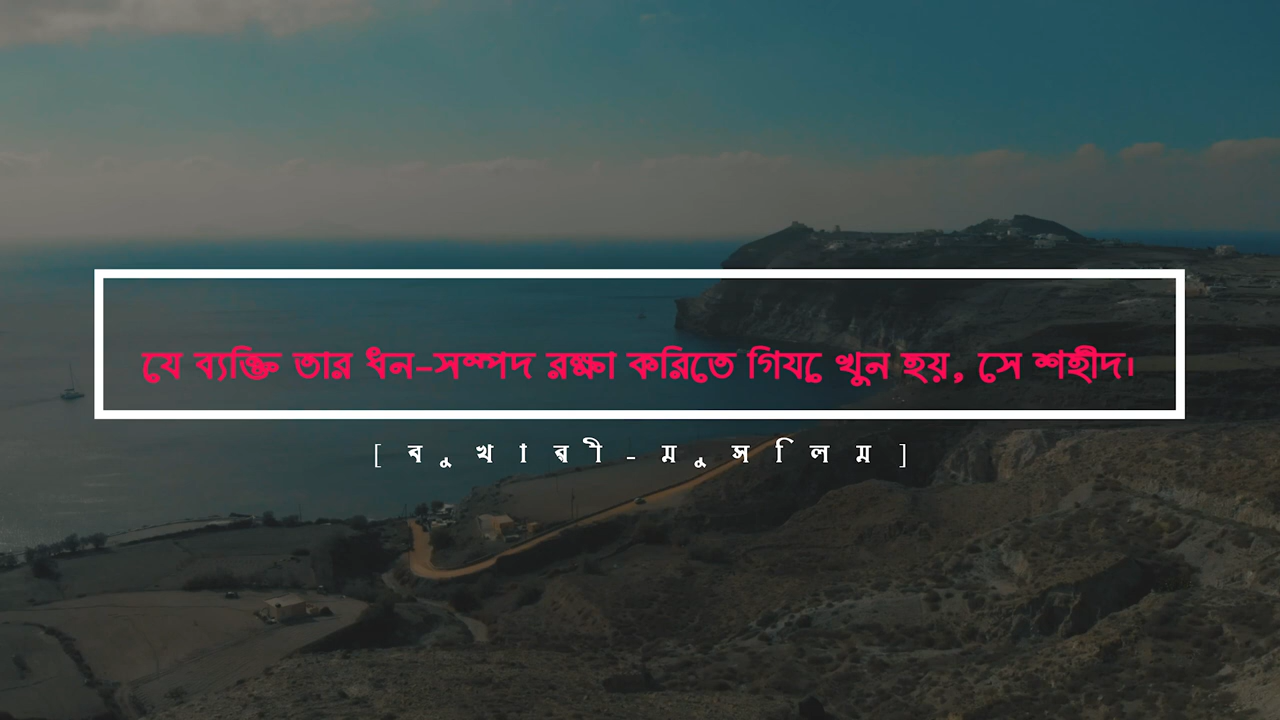 যে ব্যক্তি তার ধন-সম্পদ রক্ষা করিতে গিয়ে খুন হয়, সে শহীদ।
[বুখারী-মুসলিম]